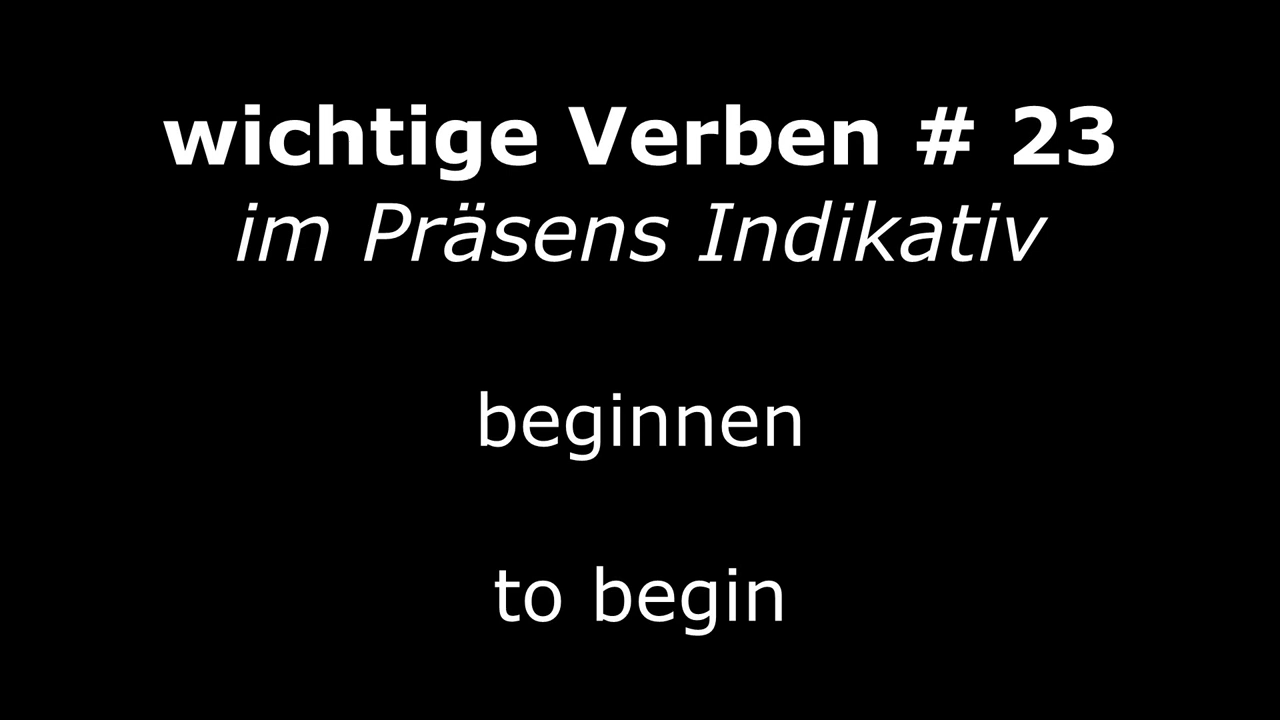 wichtige Verben # 23
im Präsens Indikativ
beginnen
to begin